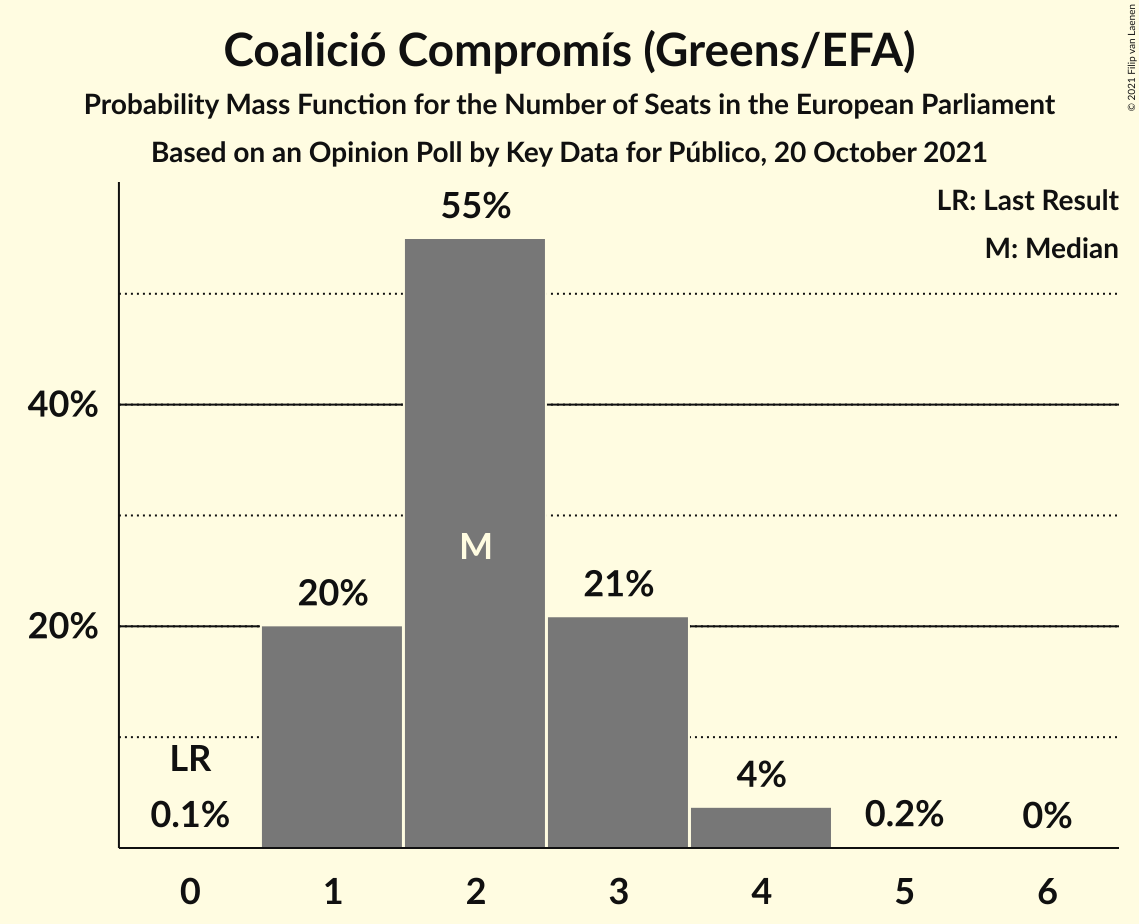 Coalició Compromís (Greens/EFA)
Probability Mass Function for the Number of Seats in the European Parliament
Based on an Opinion Poll by Key Data for Público, 20 October 2021
© 2021 Filip van Laenen
LR: Last Result
M: Median
55%
40%
M
20%
21%
20%
LR
0.1%
4%
0.2%
0%
0 1 2 3 4 5 6